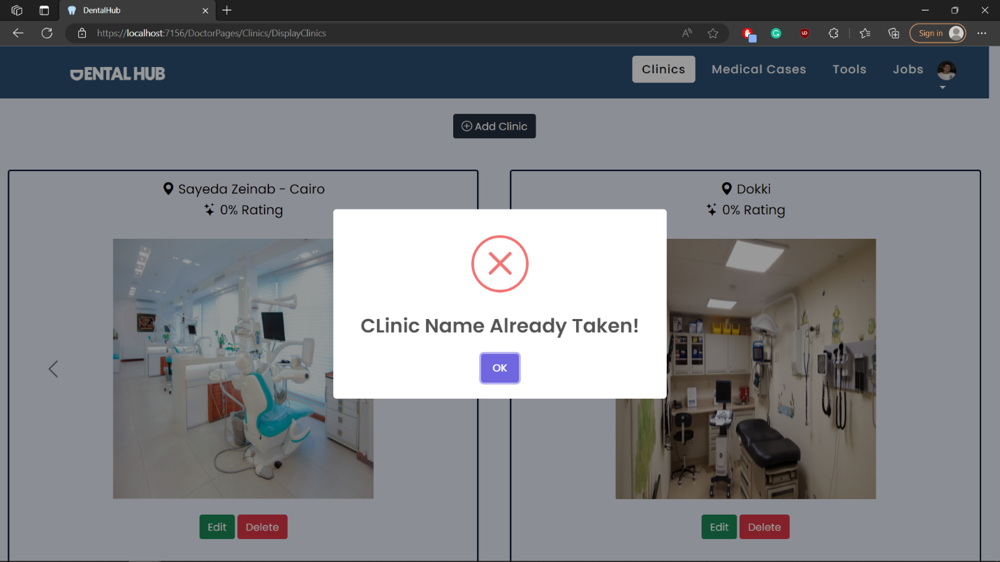 DentalHub
https://localhost:7156/DoctorPages/Clinics/DisplayClinics
Sign in
DENTAL HUB
Clinics
Medical Cases
Tools
Jobs
Add Clinic
Sayeda Zeinab - Cairo
0% Rating
Dokki
0% Rating
CLinic Name Already Taken!
OK
Edit
Delete
Edit
Delete